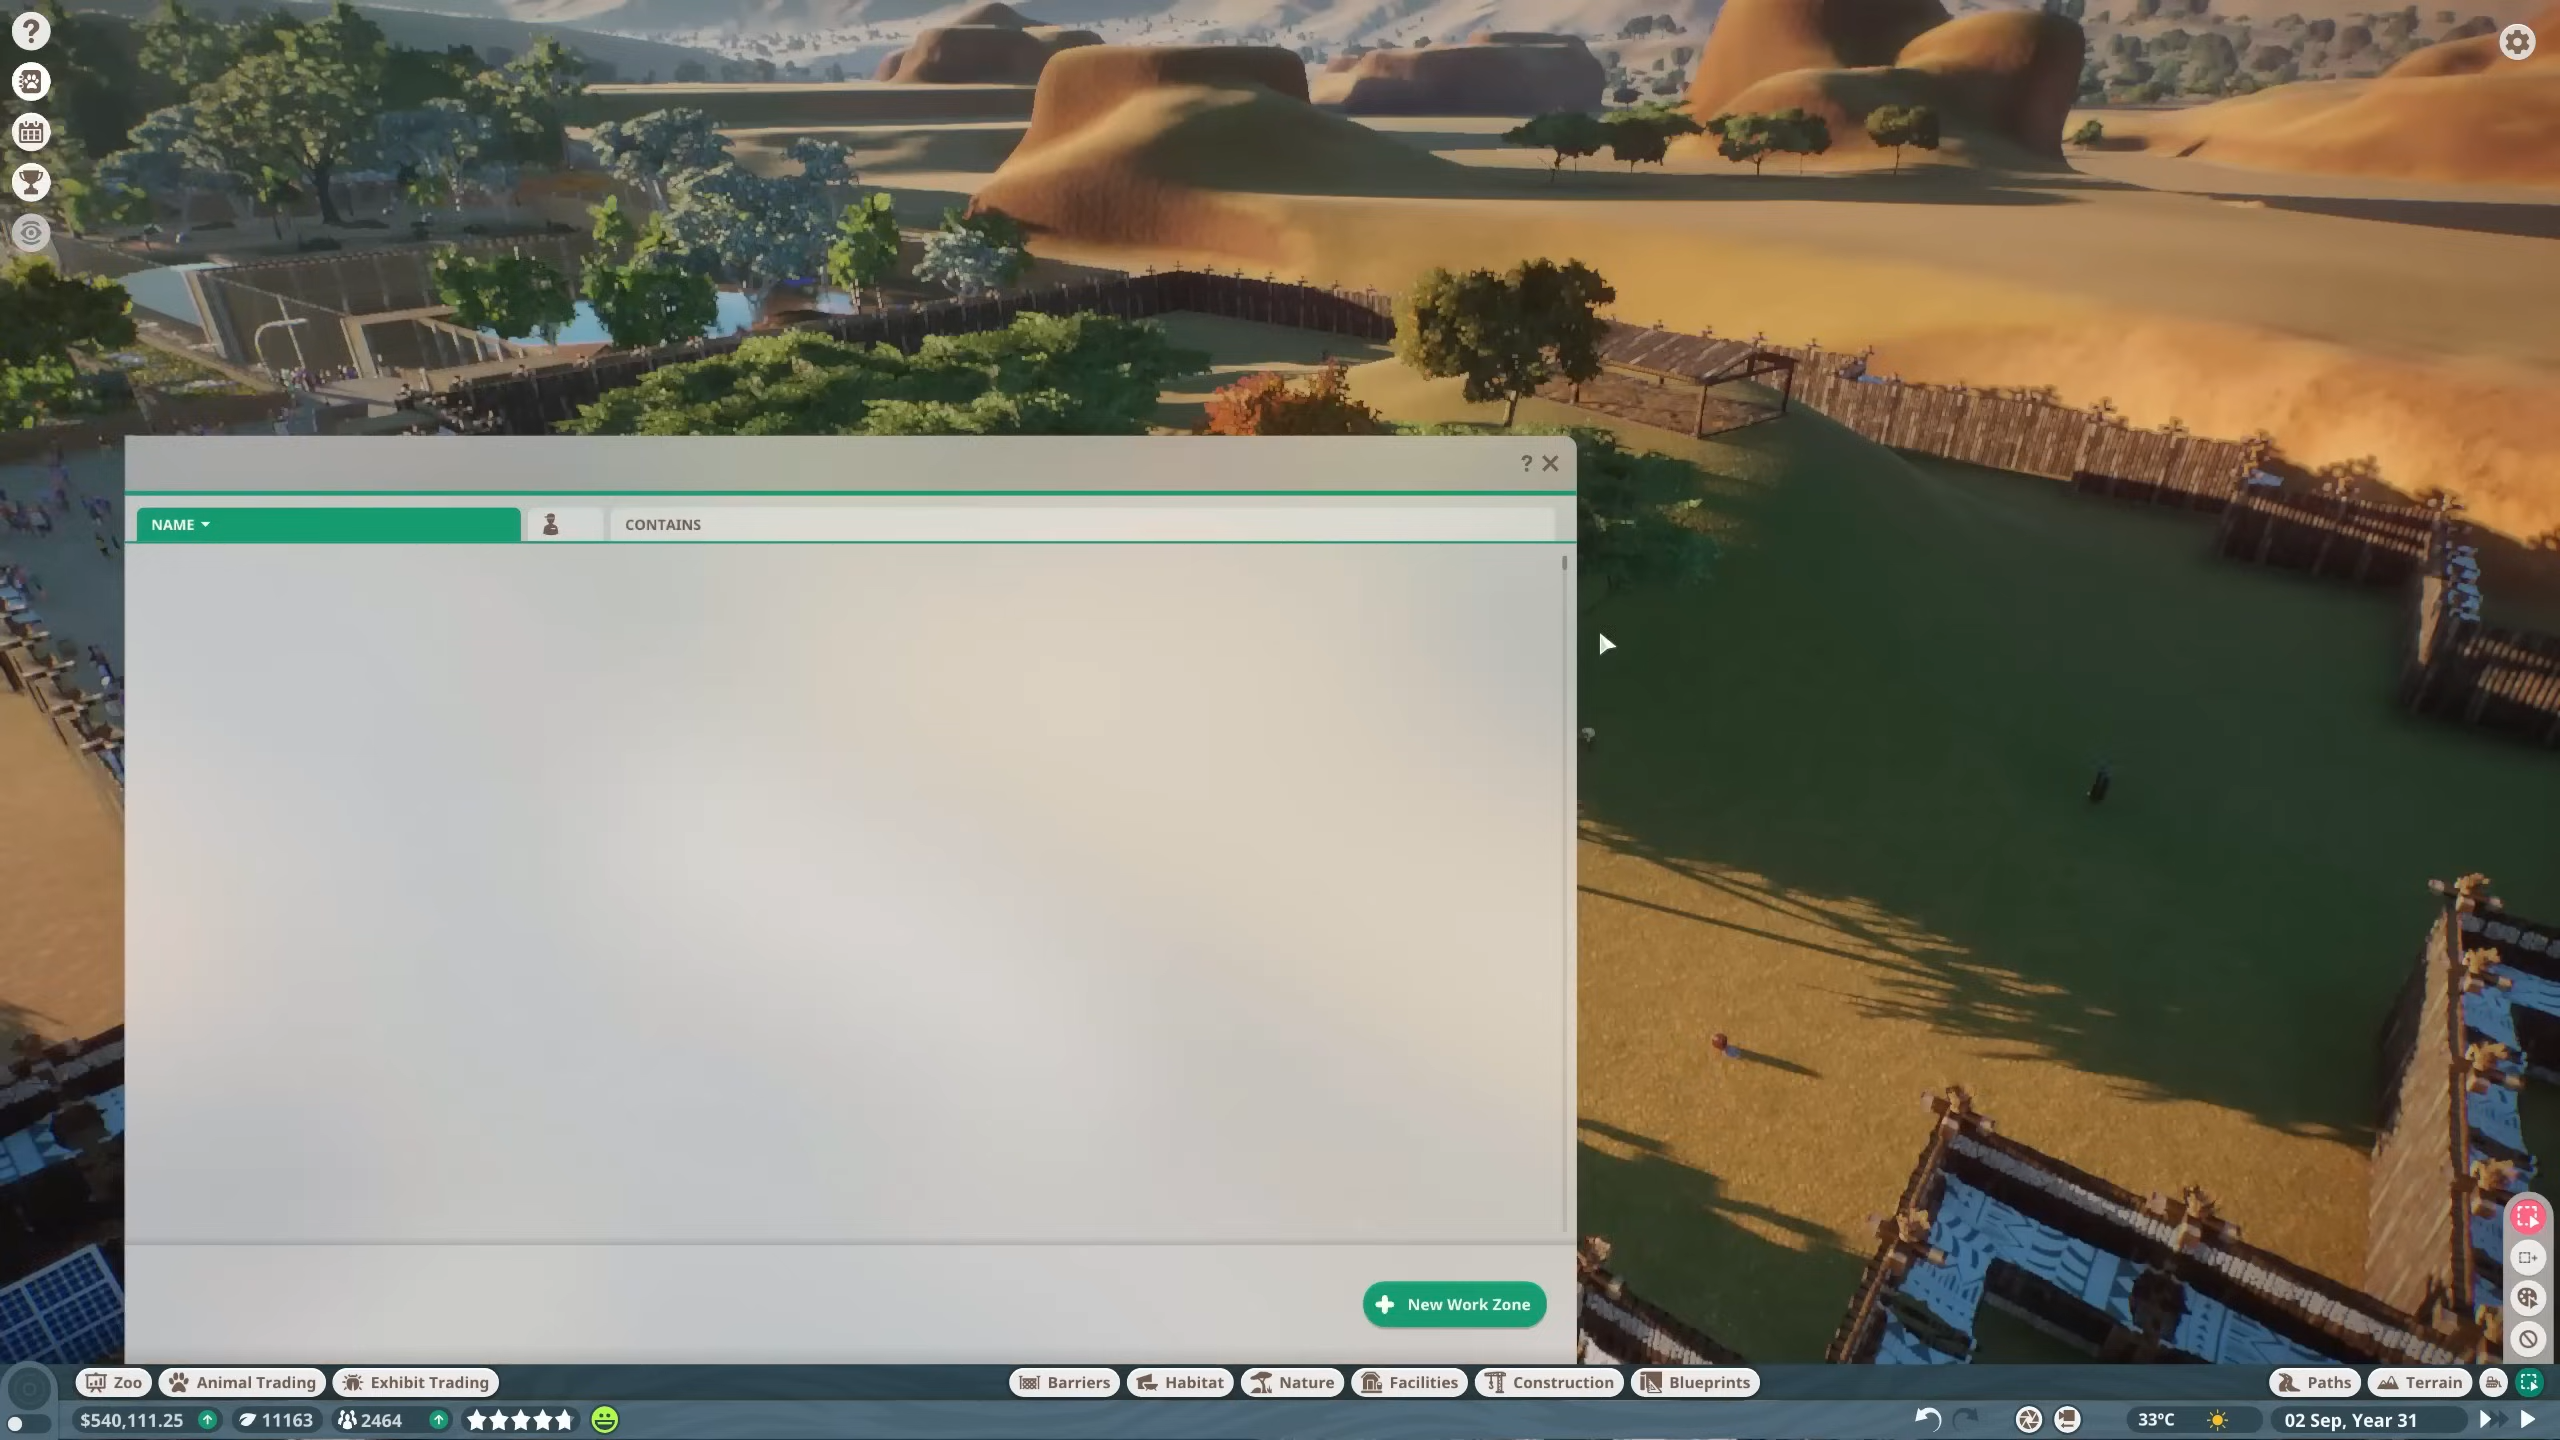 NAME
CONTAINS
New Work Zone
Zoo
Animal Trading
Exhibit Trading
Barriers
Habitat
Nature
Facilities
Construction
Blueprints
Paths
Terrain
$540,111.25
11163
2464
33°C
02 Sep, Year 31